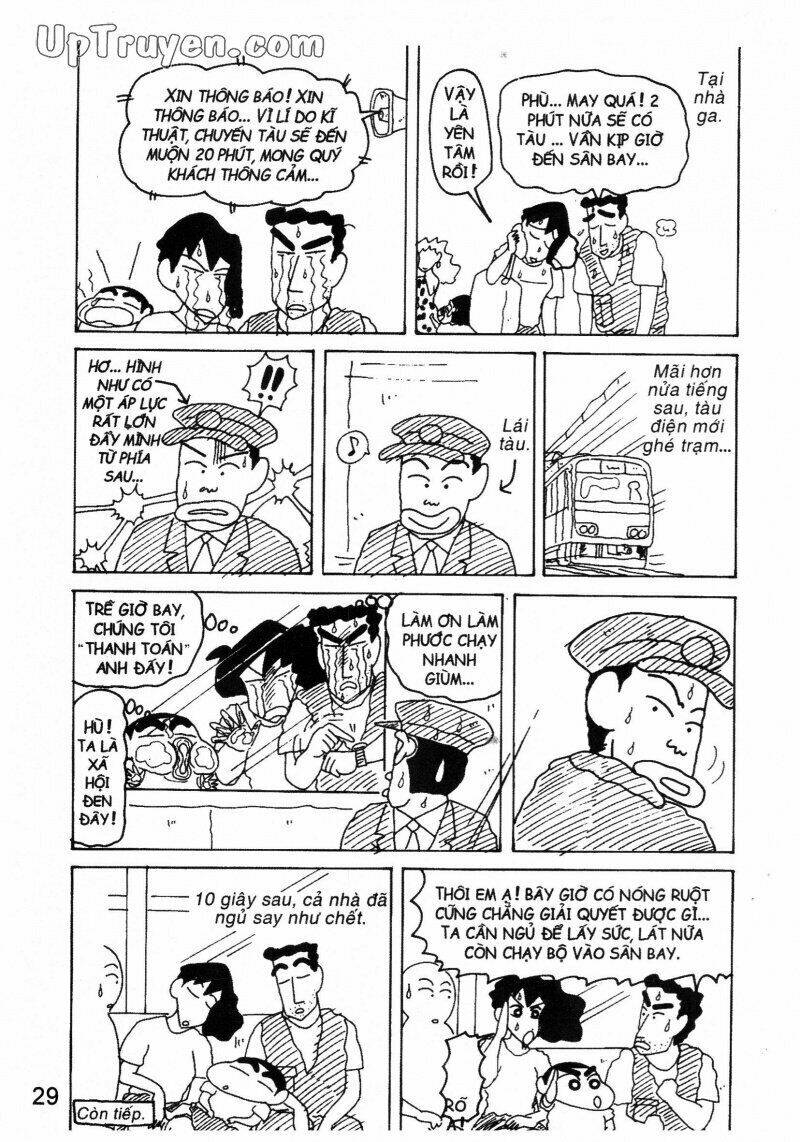 UpTruyen.com
Tại
nhà
ga.
PHÙ... MAY QUÁ! 2
PHÚT NỮA SẼ CÓ
TÀU ... VẪN KỊP GIỜ
ĐẾN SÂN BAY...
VẬY
LÀ
YÊN
TÂM
RỒI!
XIN THÔNG BÁO! XIN
THÔNG BÁO... VÌ LÍ DO KĨ
THUẬT, CHUYẾN TÀU SẼ ĐẾN
MUỘN 20 PHÚT, MONG QUÝ
KHÁCH THÔNG CẢM...
Mãi hơn
nửa tiếng
sau, tàu
điện mới
ghé trạm...
Lái
tàu.
!!
HƠ... HÌNH
NHƯ CÓ
MỘT ÁP LỰC
RẤT LỚN
ĐẨY MÌNH
TỪ PHÍA
SAU...
LÀM ƠN LÀM
PHƯỚC CHẠY
NHANH
GIÙM...
TRỄ GIỜ BAY,
CHÚNG TÔI
"THANH TOÁN"
ANH ĐẤY!
HÙ!
TA LÀ
XÃ
HỘI
ĐEN
ĐÂY!
THÔI EM Ạ! BÂY GIỜ CÓ NÓNG RUỘT
CŨNG CHẲNG GIẢI QUYẾT ĐƯỢC GÌ...
TA CẦN NGỦ ĐỂ LẤY SỨC, LÁT NỮA
CÒN CHẠY BỘ VÀO SÂN BAY.
10 giây sau, cả nhà đã
ngủ say như chết.
Còn tiếp.
29